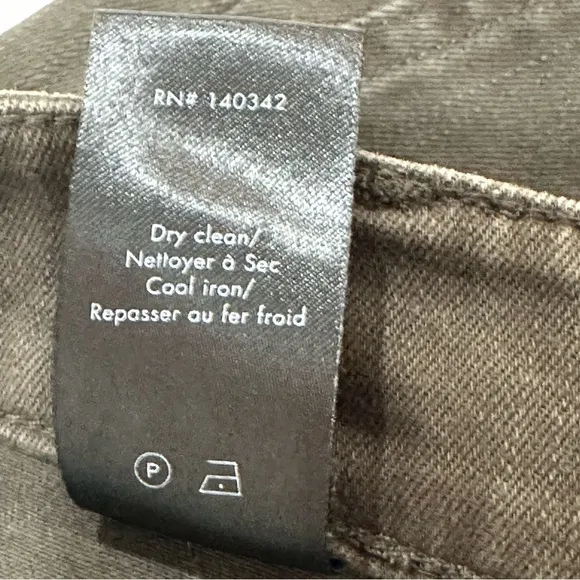 RN# 140342
Dry clean/
Nettoyer à Sec
Cool iron/
Repasser au fer froid
P